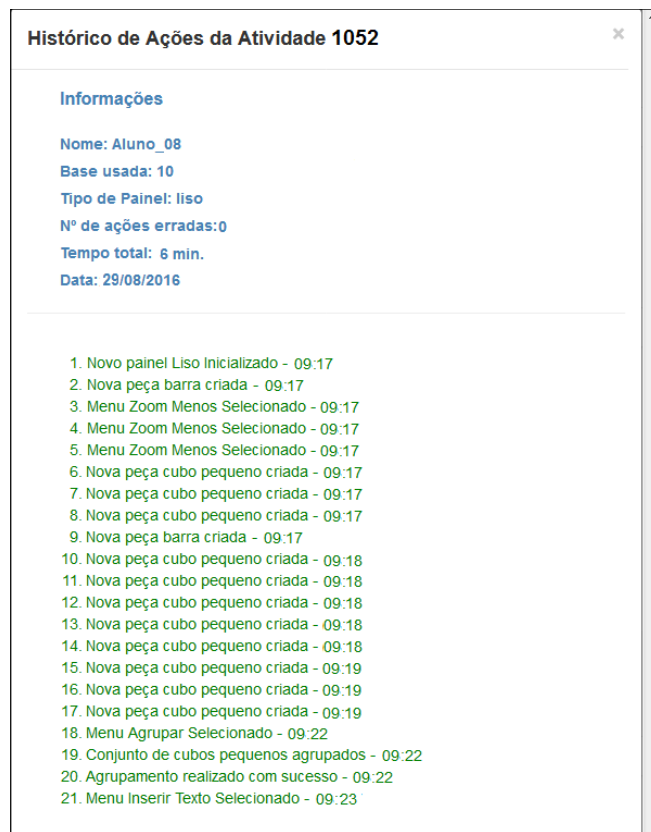 Histórico de Ações da Atividade 1052
×
Informações
Nome: Aluno_08
Base usada: 10
Tipo de Painel: liso
Nº de ações erradas:0
Tempo total: 6 min.
Data: 29/08/2016
1. Novo painel Liso Inicializado - 09:17
2. Nova peça barra criada - 09:17
3. Menu Zoom Menos Selecionado - 09:17
4. Menu Zoom Menos Selecionado - 09:17
5. Menu Zoom Menos Selecionado - 09:17
6. Nova peça cubo pequeno criada - 09:17
7. Nova peça cubo pequeno criada - 09:17
8. Nova peça cubo pequeno criada - 09:17
9. Nova peça barra criada - 09:17
10. Nova peça cubo pequeno criada - 09:18
11. Nova peça cubo pequeno criada - 09:18
12. Nova peça cubo pequeno criada - 09:18
13. Nova peça cubo pequeno criada - 09:18
14. Nova peça cubo pequeno criada - 09:18
15. Nova peça cubo pequeno criada - 09:19
16. Nova peça cubo pequeno criada - 09:19
17. Nova peça cubo pequeno criada - 09:19
18. Menu Agrupar Selecionado - 09:22
19. Conjunto de cubos pequenos agrupados - 09:22
20. Agrupamento realizado com sucesso - 09:22
21. Menu Inserir Texto Selecionado - 09:23